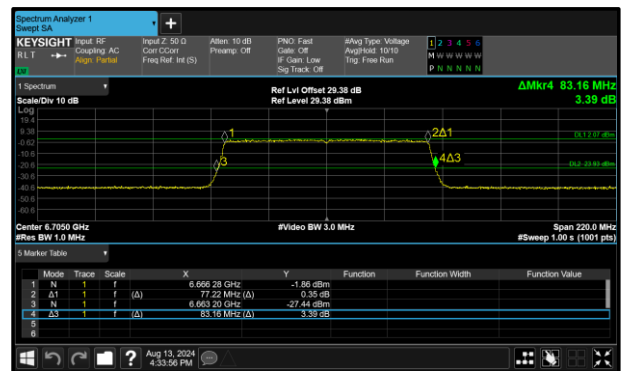 Spectrum Analyzer 1
Swept SA
+
KEYSIGHT Input: RF Input Z: 50 Ω Atten: 10 dB PNO: Fast #Avg Type: Voltage 1 2 3 4 5 6
RLT Coupling: AC Corr CCorr Preamp: Off Gate: Off Avg|Hold: 10/10 M W W W W W
Align: Partial Freq Ref: Int (S) IF Gain: Low Trig: Free Run
Sig Track: Off P N N N N N
LXI
1 Spectrum Ref Lvl Offset 29.38 dB ΔMkr4 83.16 MHz
Scale/Div 10 dB Ref Level 29.38 dBm 3.39 dB
Log
19.4
9.38 1 2Δ1 DL1 2.07 dBm
-0.62
-10.6 3 4Δ3
-20.6 DL2 -23.93 dBm
-30.6
-40.6
-50.6
-60.6
Center 6.7050 GHz #Video BW 3.0 MHz Span 220.0 MHz
#Res BW 1.0 MHz #Sweep 1.00 s (1001 pts)
5 Marker Table
Mode Trace Scale X Y Function Function Width Function Value
1 N 1 f 6.666 28 GHz -1.86 dBm
2 Δ1 1 f (Δ) 77.22 MHz (Δ) 0.35 dB
3 N 1 f 6.663 20 GHz -27.44 dBm
4 Δ3 1 f (Δ) 83.16 MHz (Δ) 3.39 dB
5
6
? Aug 13, 2024
4:33:56 PM